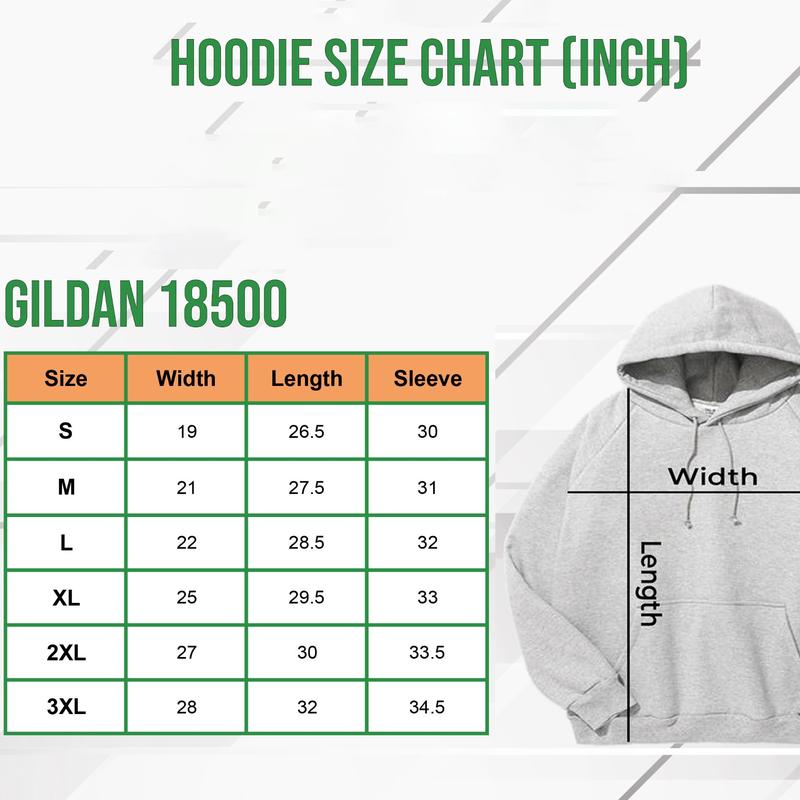 HOODIE SIZE CHART (INCH)
GILDAN 18500
Size Width Length Sleeve
S 19 26.5 30
M 21 27.5 31
L 22 28.5 32
XL 25 29.5 33
2XL 27 30 33.5
3XL 28 32 34.5
Width
Length